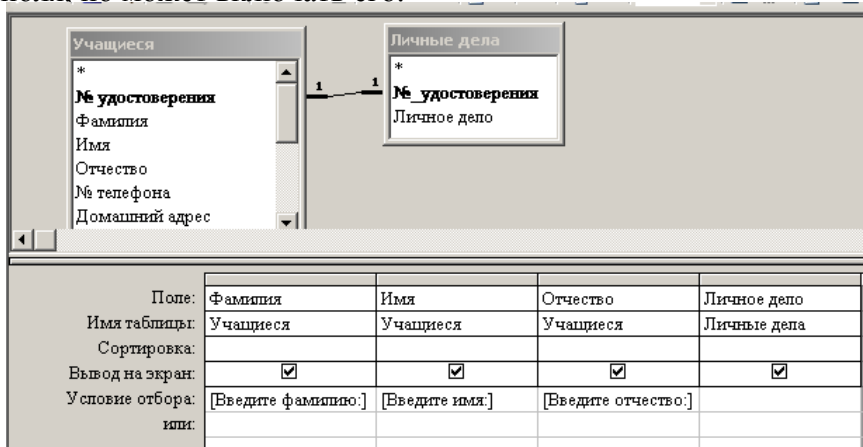 Учащиеся
*
№ удостоверения
Фамилия
Имя
Отчество
№ телефона
Домашний адрес
1 1
Личные дела
*
№_удостоверения
Личное дело
Поле: Фамилия Имя Отчество Личное дело
Имя таблицы: Учащиеся Учащиеся Учащиеся Личные дела
Сортировка:
Вывод на экран:
Условие отбора: [Введите фамилию:] [Введите имя:] [Введите отчество:]
или: